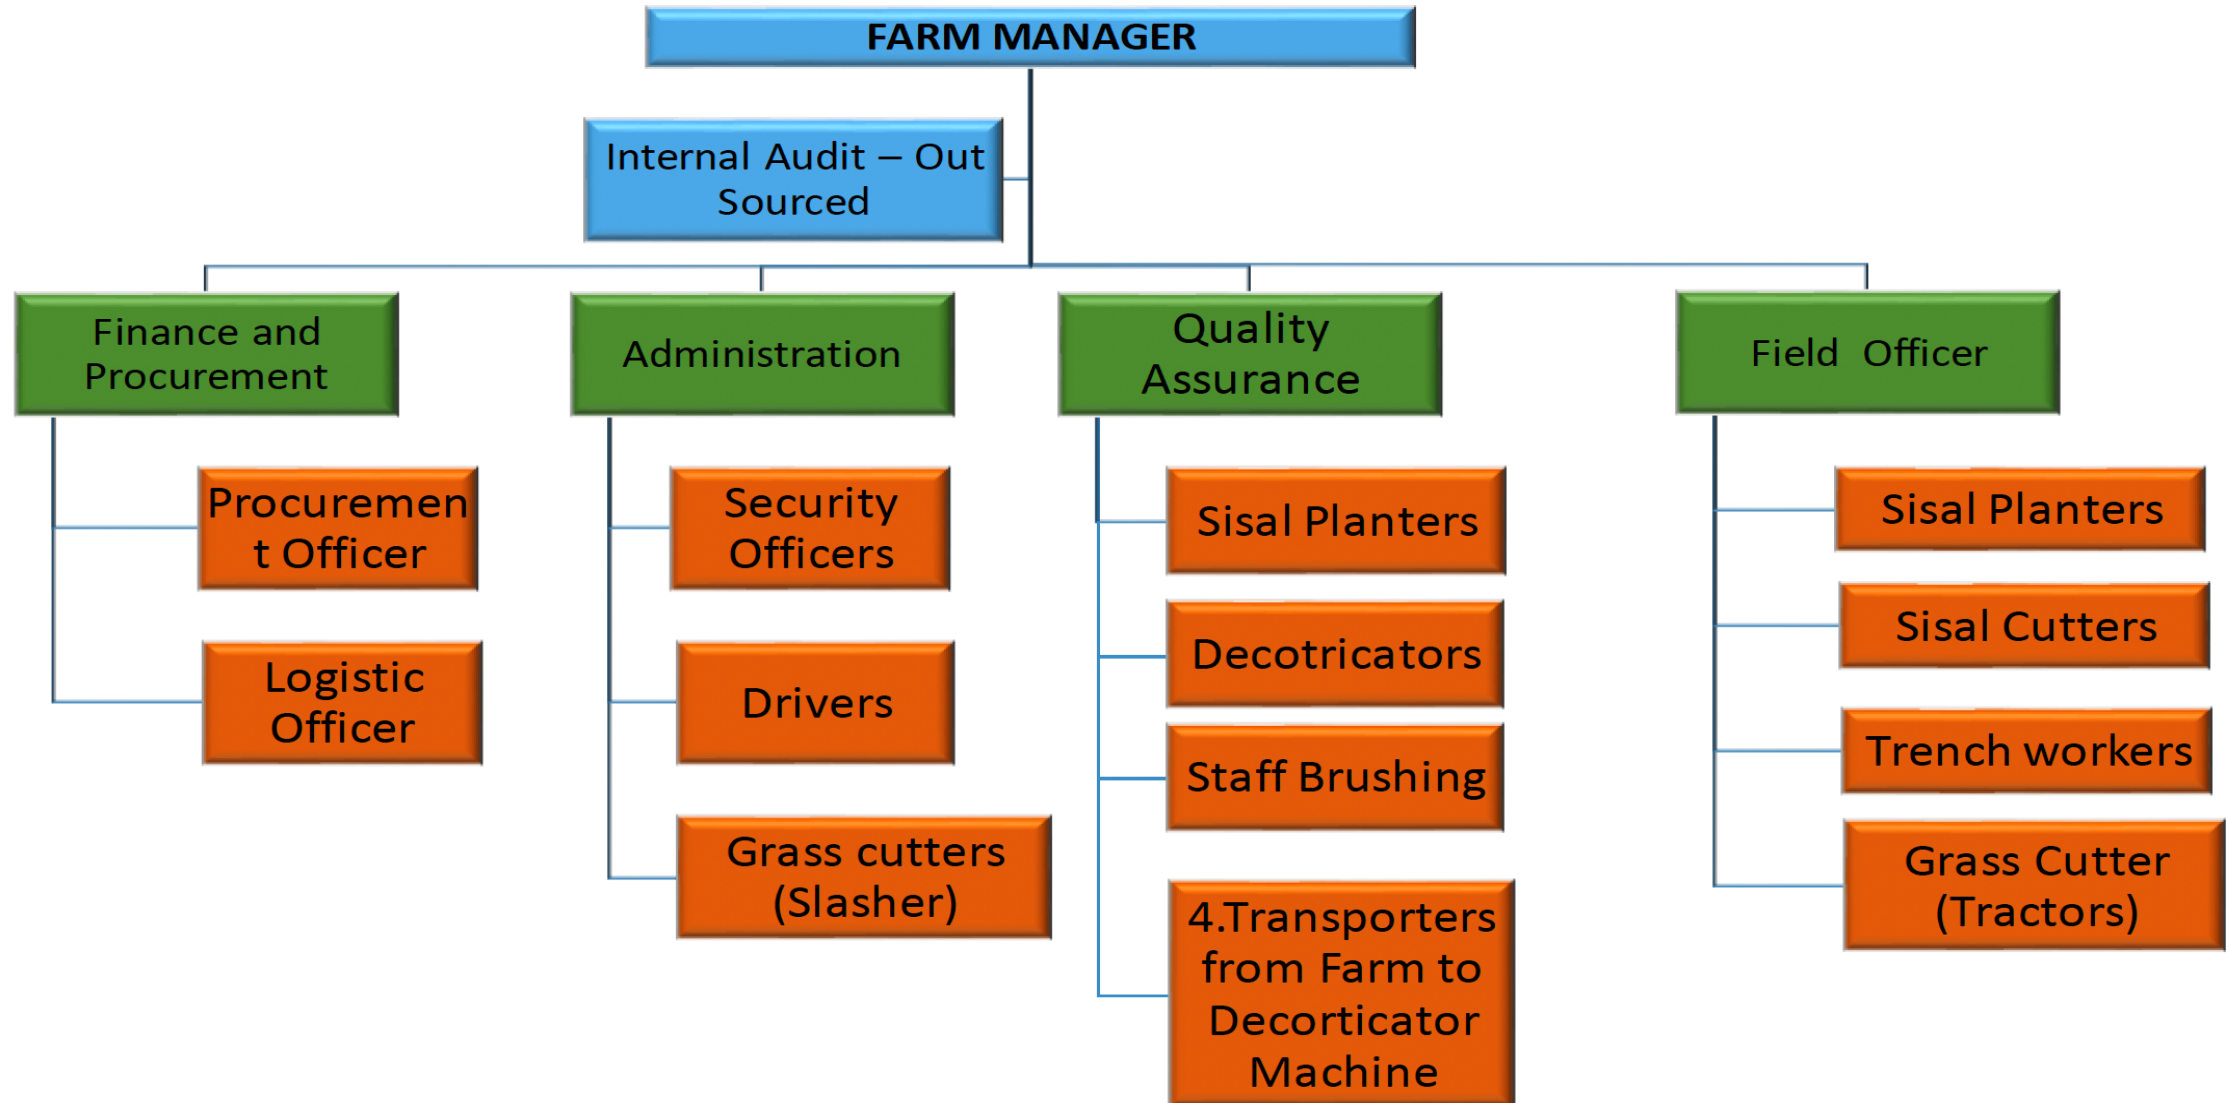 FARM MANAGER
Internal Audit – Out
Sourced
Finance and
Procurement
Administration
Quality
Assurance
Field  Officer
Procuremen
t Officer
Logistic
Officer
Security
Officers
Drivers
Grass cutters
(Slasher)
Sisal Planters
Decotricators
Staff Brushing
4.Transporters
from Farm to
Decorticator
Machine
Sisal Planters
Sisal Cutters
Trench workers
Grass Cutter
(Tractors)